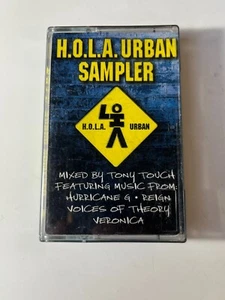 H.O.L.A. URBAN
SAMPLER
H.O.L.A. URBAN
MIXED BY TONY TOUCH
FEATURING MUSIC FROM:
HURRICANE G • REIGN
VOICES OF THEORY
VERONICA